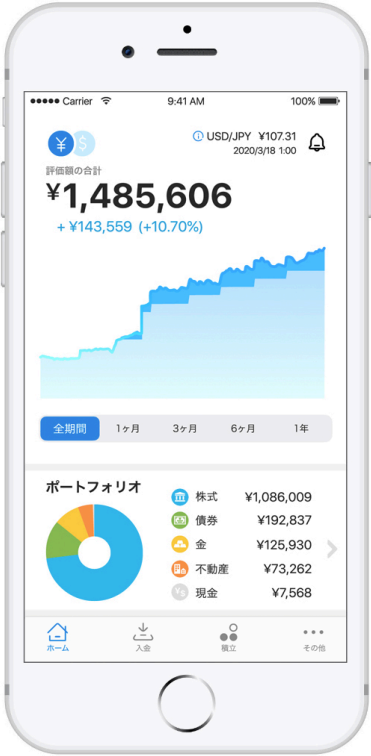 Carrier 9:41 AM 100%
USD/JPY ¥107.31
2020/3/18 1:00
¥ $
評価額の合計
¥1,485,606
+ ¥143,559 (+10.70%)
全期間 1ヶ月 3ヶ月 6ヶ月 1年
ポートフォリオ
株式 ¥1,086,009
債券 ¥192,837
金 ¥125,930
不動産 ¥73,262
現金 ¥7,568
ホーム 入金 積立 その他